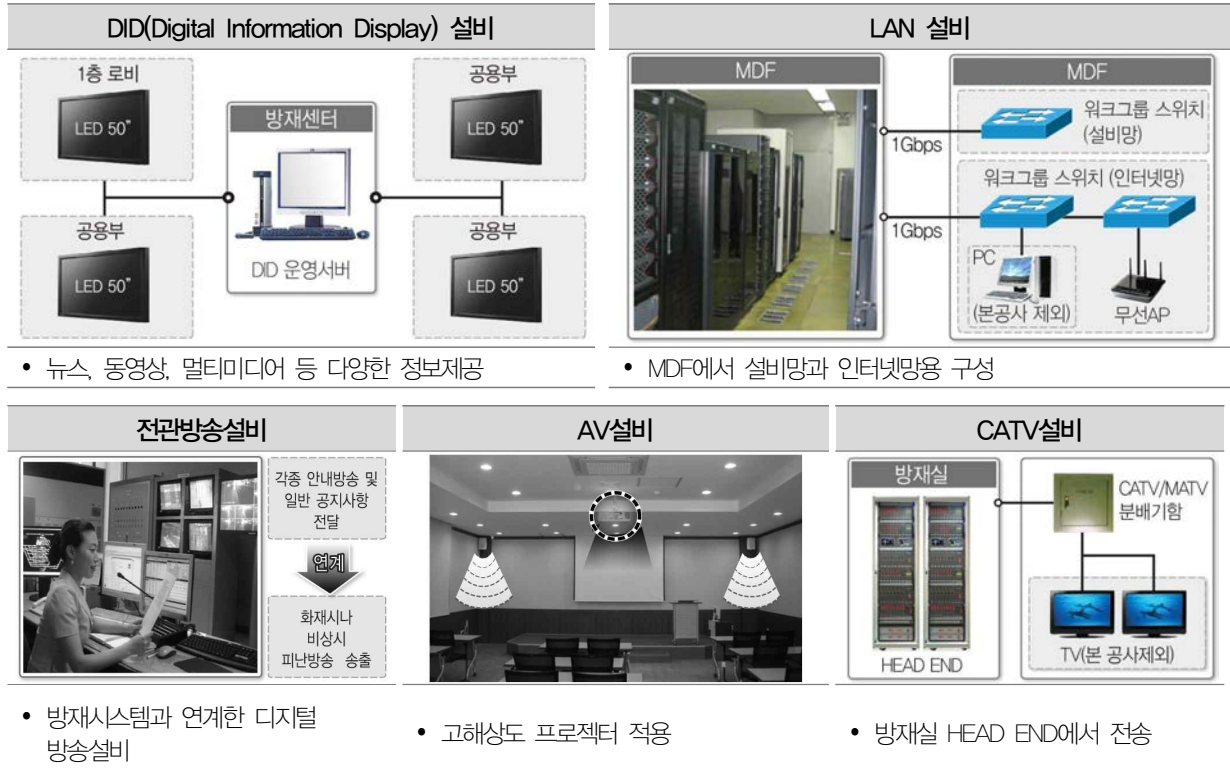 DID(Digital Information Display) 설비
1층 로비
LED 50"
공용부
LED 50"
방재센터
DID 운영서버
공용부
LED 50"
공용부
LED 50"
• 뉴스, 동영상, 멀티미디어 등 다양한 정보제공
LAN 설비
MDF
MDF
1Gbps
워크그룹 스위치
(설비망)
1Gbps
워크그룹 스위치 (인터넷망)
PC
(본공사 제외)
무선AP
• MDF에서 설비망과 인터넷망용 구성
전관방송설비
각종 안내방송 및
일반 공지사항
전달
연계
화재시나
비상시
피난방송 송출
• 방재시스템과 연계한 디지털
방송설비
AV설비
• 고해상도 프로젝터 적용
CATV설비
방재실
HEAD END
CATV/MATV
분배기함
TV(본 공사제외)
• 방재실 HEAD END에서 전송